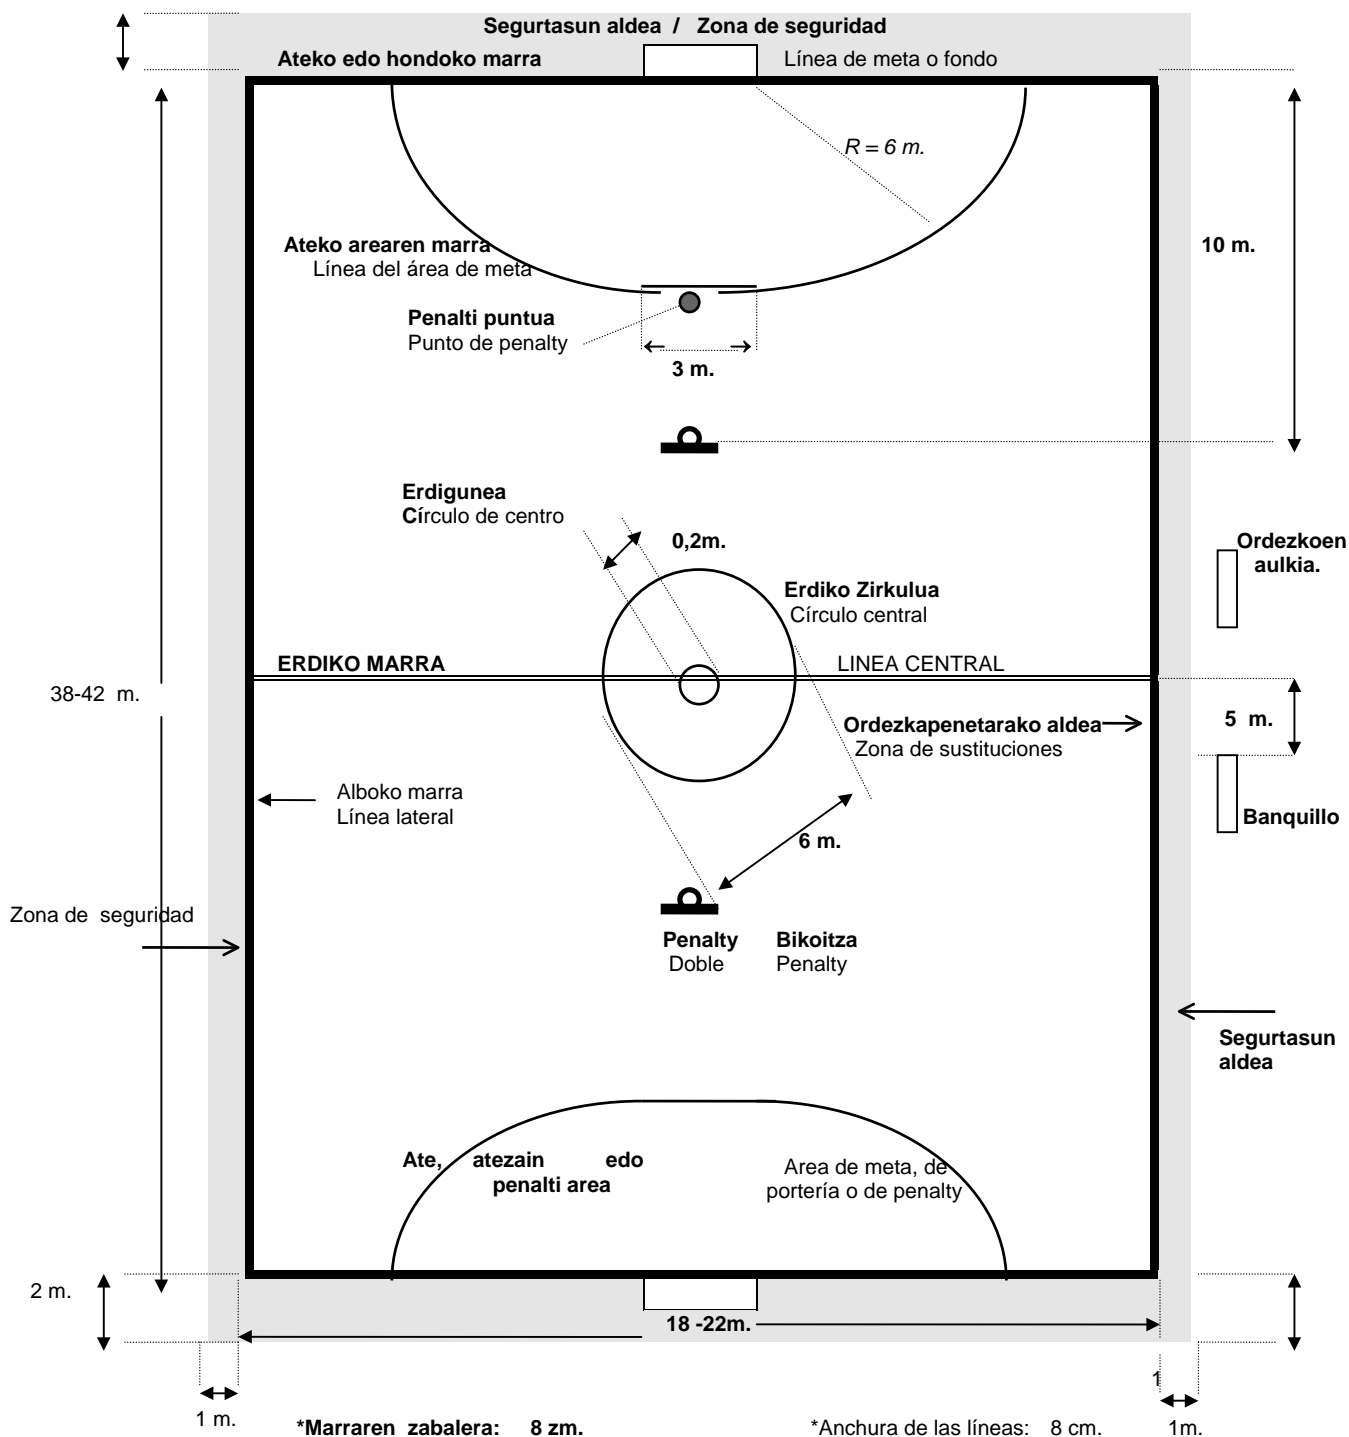 Segurtasun aldea / Zona de seguridad
Ateko edo hondoko marra
Línea de meta o fondo
R = 6 m.
10 m.
Ateko arearen marra
Línea del área de meta
Penalti puntua
Punto de penalty
3 m.
Erdigunea
Círculo de centro
0,2m.
Ordezkoen
aulkia.
Erdiko Zirkulua
Círculo central
ERDIKO MARRA
LINEA CENTRAL
38-42 m.
5 m.
Ordezkapenetarako aldea
Zona de sustituciones
Alboko marra
Línea lateral
Banquillo
6 m.
Zona de seguridad
Penalty Bikoitza
Doble Penalty
Segurtasun
aldea
Ate, atezain edo
penalti area
Area de meta, de
portería o de penalty
2 m.
18 -22m.
1
1 m.
*Marraren zabalera: 8 zm.
*Anchura de las líneas: 8 cm.
1m.